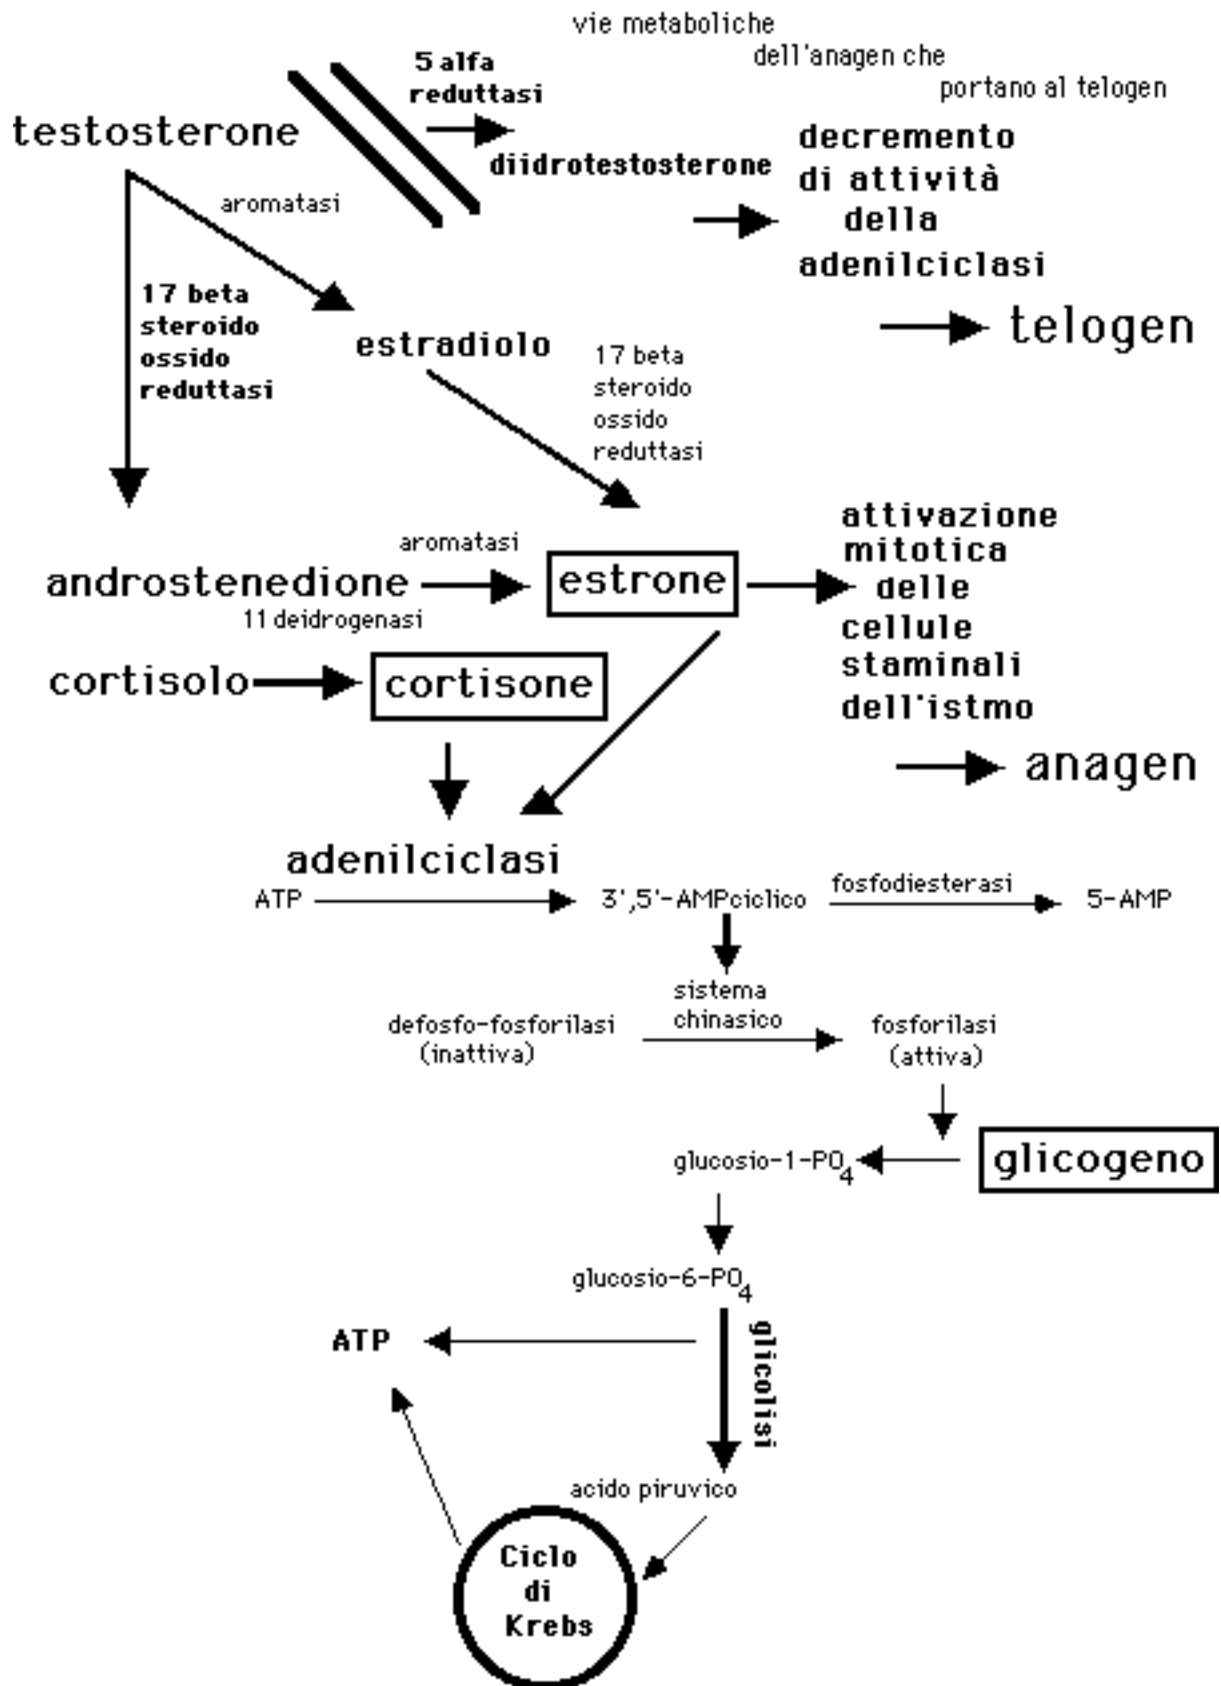 vie metaboliche
dell'anagen che
portano al telogen
5 alfa
reduttasi
testosterone
diidrotestosterone
decremento
di attività
della
adenilciclasi
telogen
aromatasi
17 beta
steroido
ossido
reduttasi
estradiolo
17 beta
steroido
ossido
reduttasi
androstenedione
aromatasi
estrone
attivazione
mitotica
delle
cellule
staminali
dell'istmo
anagen
11 deidrogenasi
cortisolo
cortisone
adenilciclasi
ATP
3',5'-AMPciclico
fosfodiesterasi
5-AMP
sistema
chinasico
defosfo-fosforilasi
(inattiva)
fosforilasi
(attiva)
glicogeno
glucosio-1-PO4
glucosio-6-PO4
glicolisi
ATP
acido piruvico
Ciclo
di
Krebs